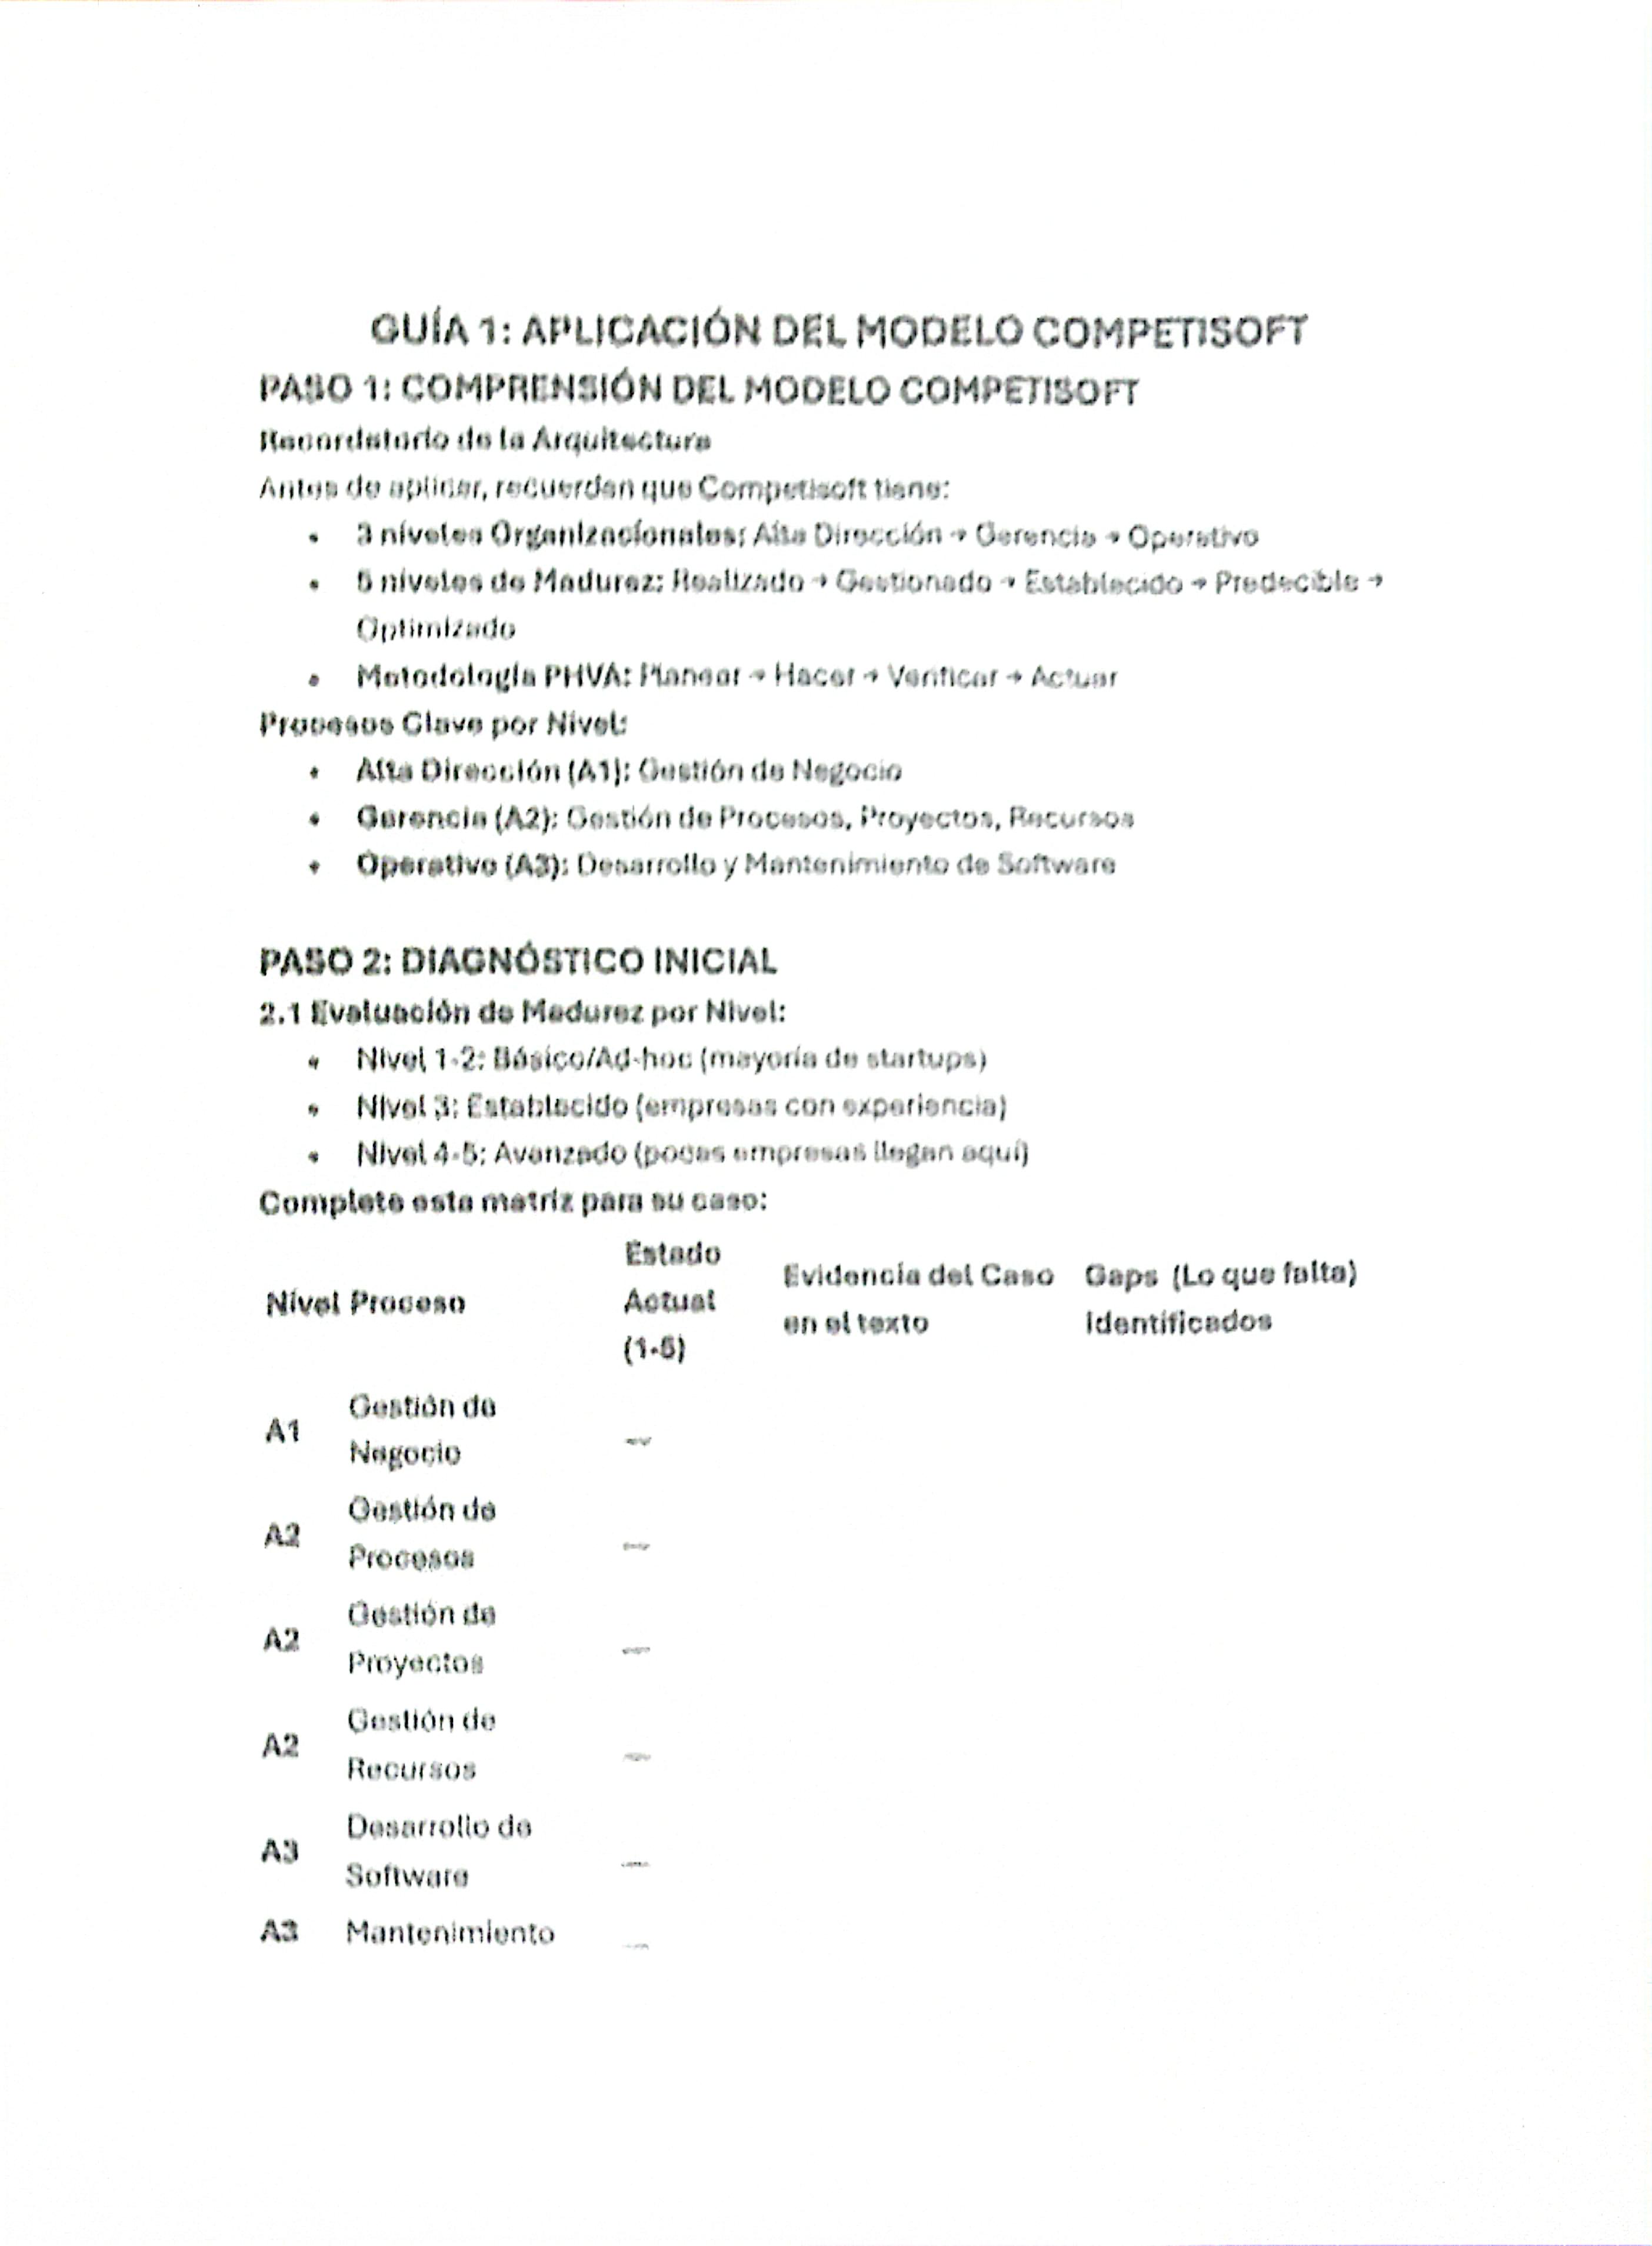 GUÍA 1: APLICACIÓN DEL MODELO COMPETISOFT
PASO 1: COMPRENSIÓN DEL MODELO COMPETISOFT
Recordatorio de la Arquitectura
Antes de aplicar, recuerden que Competisoft tiene:
• 3 niveles Organizacionales: Alta Dirección → Gerencia → Operativo
• 5 niveles de Madurez: Realizado → Gestionado → Establecido → Predecible →
Optimizado
• Metodología PHVA: Planear → Hacer → Verificar → Actuar
Procesos Clave por Nivel:
• Alta Dirección (A1): Gestión de Negocio
• Gerencia (A2): Gestión de Procesos, Proyectos, Recursos
• Operativo (A3): Desarrollo y Mantenimiento de Software
PASO 2: DIAGNÓSTICO INICIAL
2.1 Evaluación de Madurez por Nivel:
• Nivel 1-2: Básico/Ad-hoc (mayoría de startups)
• Nivel 3: Establecido (empresas con experiencia)
• Nivel 4-5: Avanzado (pocas empresas llegan aquí)
Complete esta matriz para su caso:
Nivel Proceso
Estado
Actual
(1-5)
Evidencia del Caso
en el texto
Gaps (Lo que falta)
Identificados
A1
Gestión de
Negocio
_
A2
Gestión de
Procesos
_
A2
Gestión de
Proyectos
_
A2
Gestión de
Recursos
_
A3
Desarrollo de
Software
_
A3 Mantenimiento _